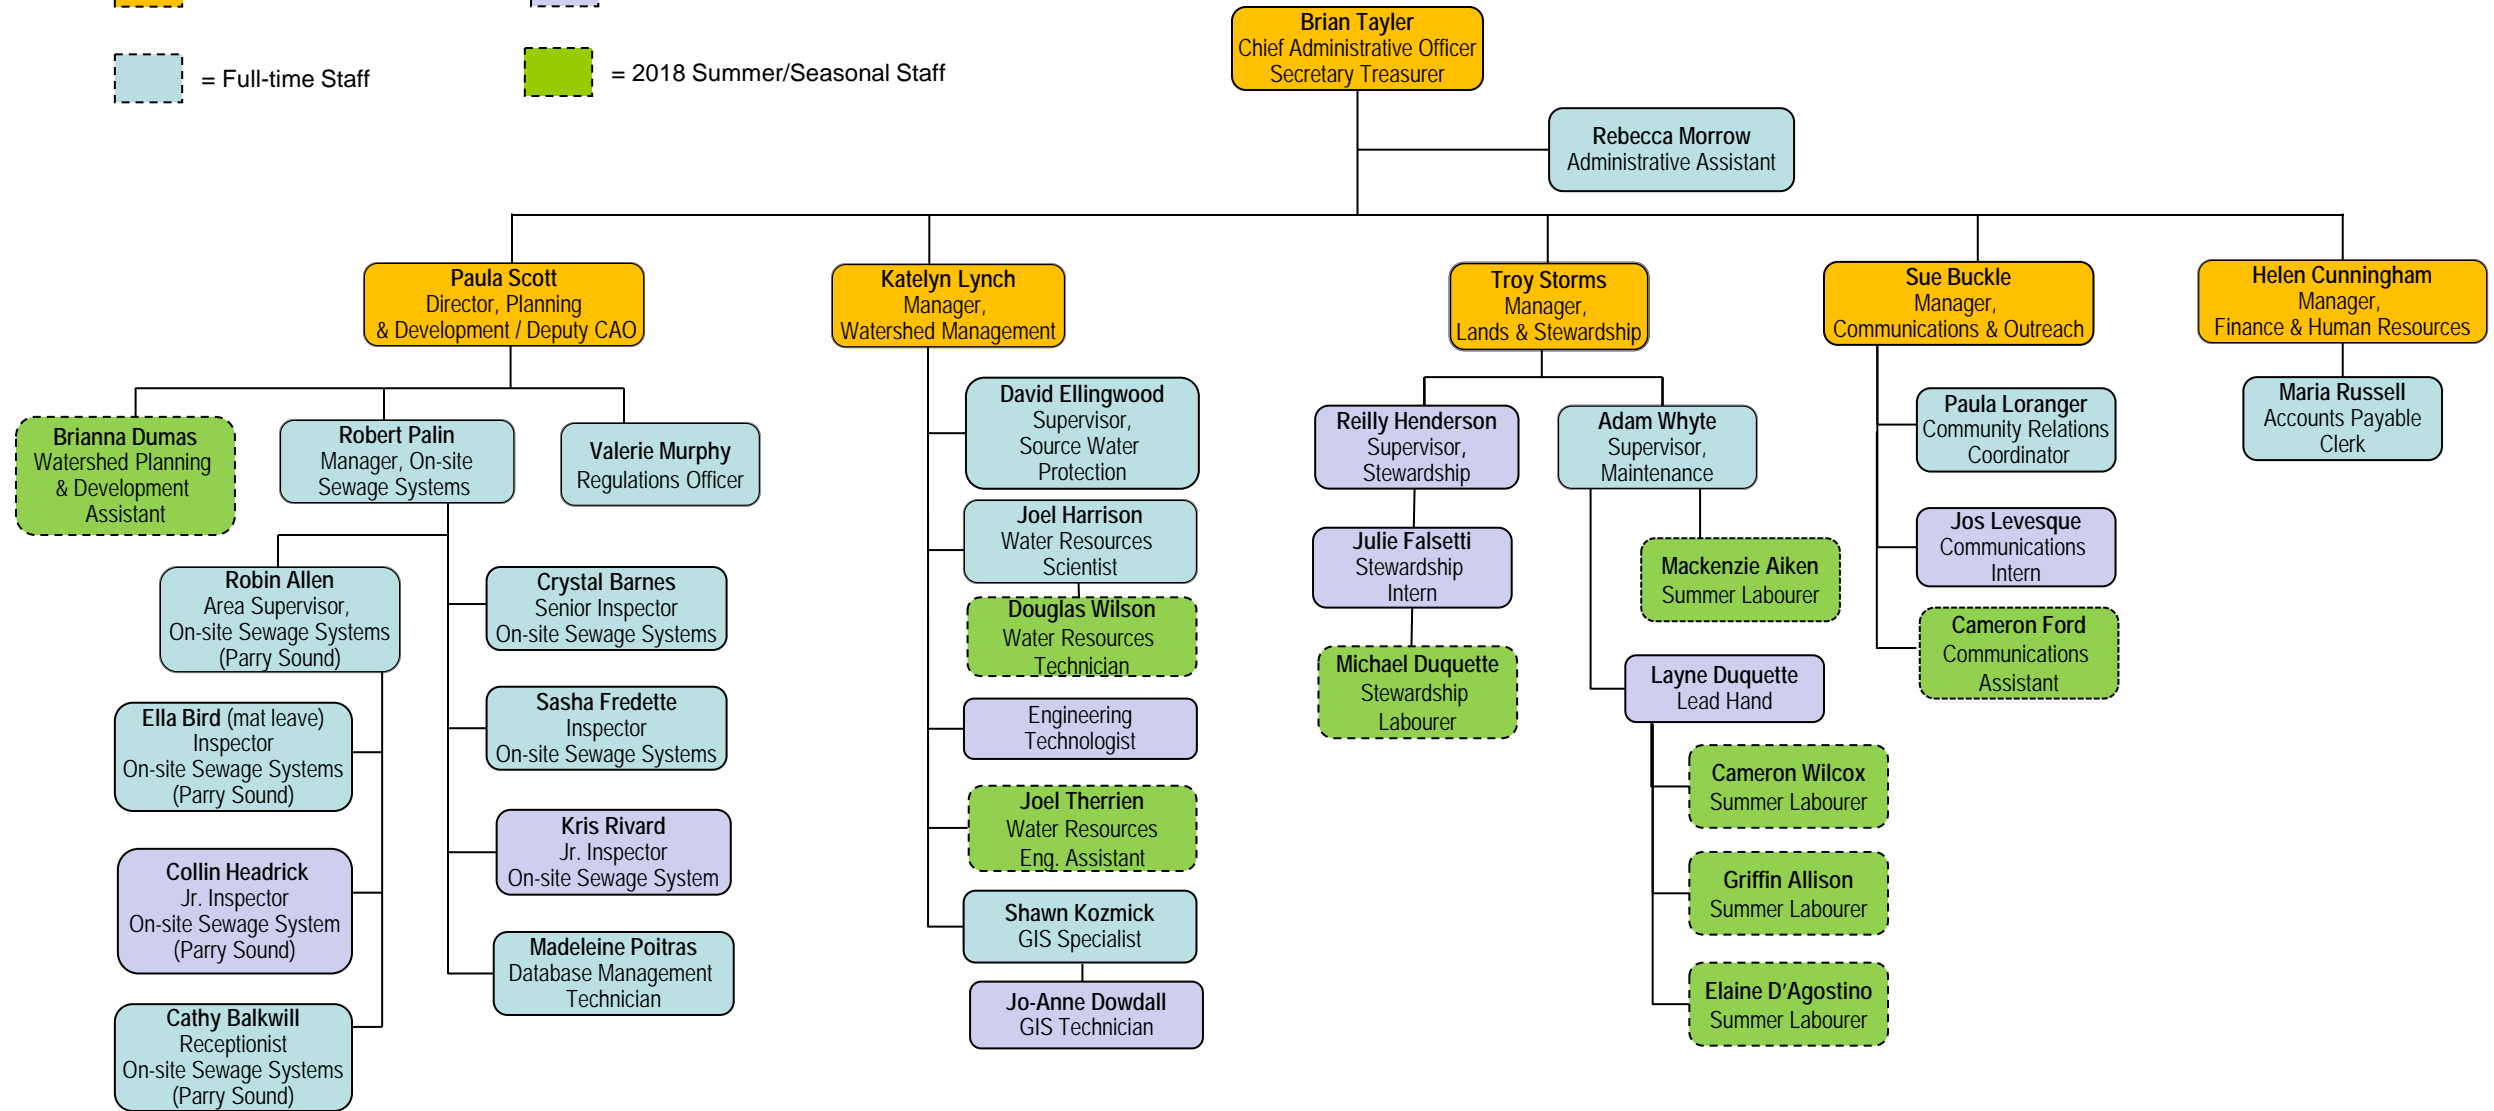 = Full-time Staff
= 2018 Summer/Seasonal Staff
Brian Tayler
Chief Administrative Officer
Secretary Treasurer
Rebecca Morrow
Administrative Assistant
Paula Scott
Director, Planning
& Development / Deputy CAO
Katelyn Lynch
Manager,
Watershed Management
Troy Storms
Manager,
Lands & Stewardship
Sue Buckle
Manager,
Communications & Outreach
Helen Cunningham
Manager,
Finance & Human Resources
Brianna Dumas
Watershed Planning
& Development
Assistant
Robert Palin
Manager, On-site
Sewage Systems
Valerie Murphy
Regulations Officer
Robin Allen
Area Supervisor,
On-site Sewage Systems
(Parry Sound)
Ella Bird (mat leave)
Inspector
On-site Sewage Systems
(Parry Sound)
Collin Headrick
Jr. Inspector
On-site Sewage System
(Parry Sound)
Cathy Balkwill
Receptionist
On-site Sewage Systems
(Parry Sound)
Crystal Barnes
Senior Inspector
On-site Sewage Systems
Sasha Fredette
Inspector
On-site Sewage Systems
Kris Rivard
Jr. Inspector
On-site Sewage System
Madeleine Poitras
Database Management
Technician
David Ellingwood
Supervisor,
Source Water
Protection
Joel Harrison
Water Resources
Scientist
Douglas Wilson
Water Resources
Technician
Engineering
Technologist
Joel Therrien
Water Resources
Eng. Assistant
Shawn Kozmick
GIS Specialist
Jo-Anne Dowdall
GIS Technician
Reilly Henderson
Supervisor,
Stewardship
Julie Falsetti
Stewardship
Intern
Michael Duquette
Stewardship
Labourer
Adam Whyte
Supervisor,
Maintenance
Mackenzie Aiken
Summer Labourer
Layne Duquette
Lead Hand
Cameron Wilcox
Summer Labourer
Griffin Allison
Summer Labourer
Elaine D’Agostino
Summer Labourer
Paula Loranger
Community Relations
Coordinator
Jos Levesque
Communications
Intern
Cameron Ford
Communications
Assistant
Maria Russell
Accounts Payable
Clerk